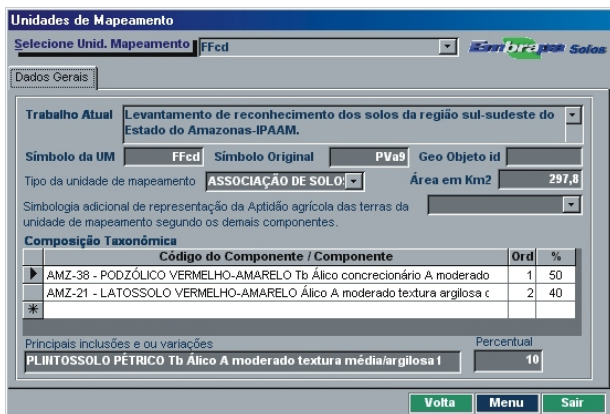 Unidades de Mapeamento
Selecione Unid. Mapeamento FFcd
Embrapa Solos
Dados Gerais
Trabalho Atual Levantamento de reconhecimento dos solos da região sul-sudeste do
Estado do Amazonas-IPAAM.
Símbolo da UM FFcd Símbolo Original PVa9 Geo Objeto id
Tipo da unidade de mapeamento ASSOCIAÇÃO DE SOLO Área em Km2 297,8
Simbologia adicional de representação da Aptidão agrícola das terras da
unidade de mapeamento segundo os demais componentes.
Composição Taxonômica
Código do Componente / Componente Ord %
AMZ-38 - PODZÓLICO VERMELHO-AMARELO Tb Álico concrecionário A moderado 1 50
AMZ-21 - LATOSSOLO VERMELHO-AMARELO Álico A moderado textura argilosa c 2 40
Principais inclusões e ou variações Percentual
PLINTOSSOLO PÉTRICO Tb Álico A moderado textura média/argilosa f 10
Volta Menu Sair